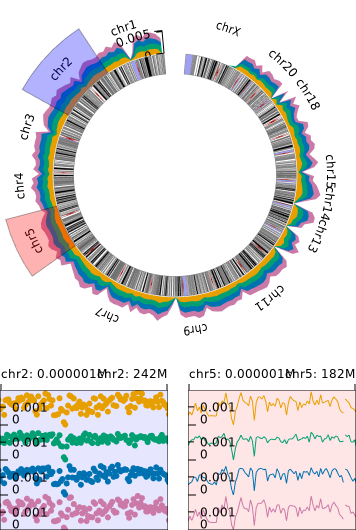 chr1
0.005
0
chrX
chr2
chr20
chr18
chr3
chr15
chr4
chr14
chr13
chr5
chr11
chr7
chr9
chr2: 0.000001M
chr2: 242M
chr5: 0.000001M
chr5: 182M
0.001
0
0.001
0
0.001
0
0.001
0
0.001
0
0.001
0
0.001
0
0.001
0